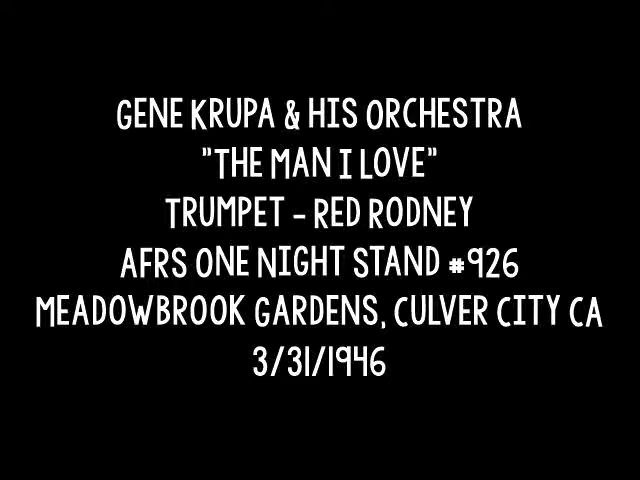 GENE KRUPA & HIS ORCHESTRA
"THE MAN I LOVE"
TRUMPET - RED RODNEY
AFRS ONE NIGHT STAND #926
MEADOWBROOK GARDENS, CULVER CITY CA
3/31/1946